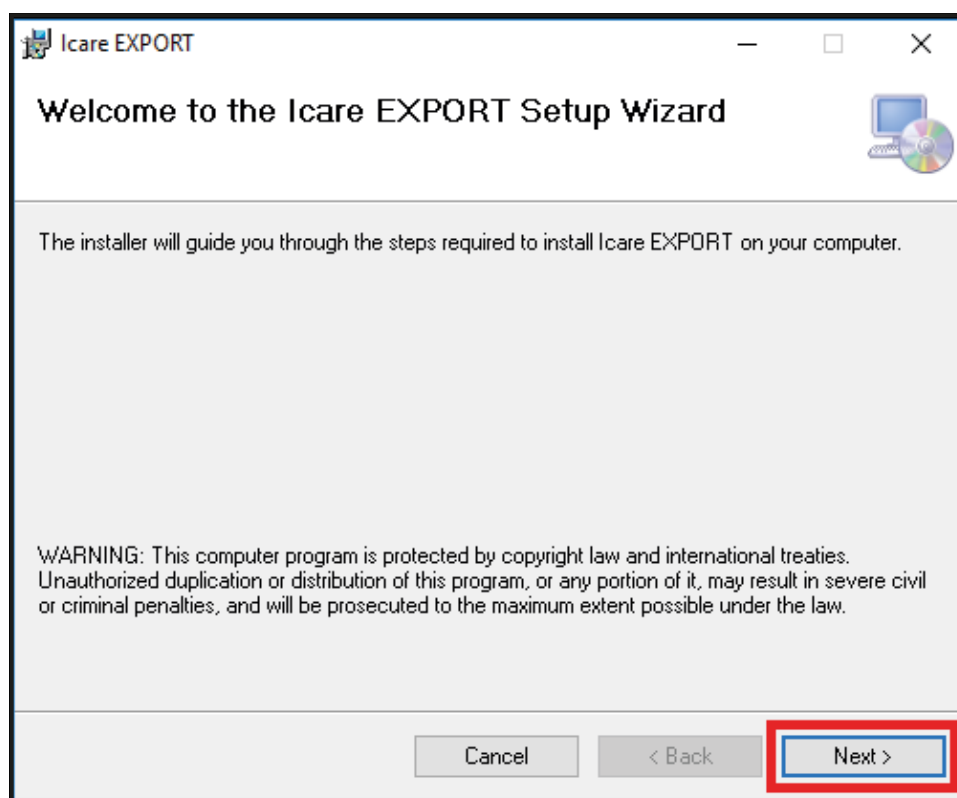 Icare EXPORT
Welcome to the Icare EXPORT Setup Wizard
The installer will guide you through the steps required to install Icare EXPORT on your computer.
WARNING: This computer program is protected by copyright law and international treaties.
Unauthorized duplication or distribution of this program, or any portion of it, may result in severe civil
or criminal penalties, and will be prosecuted to the maximum extent possible under the law.
Cancel < Back Next >